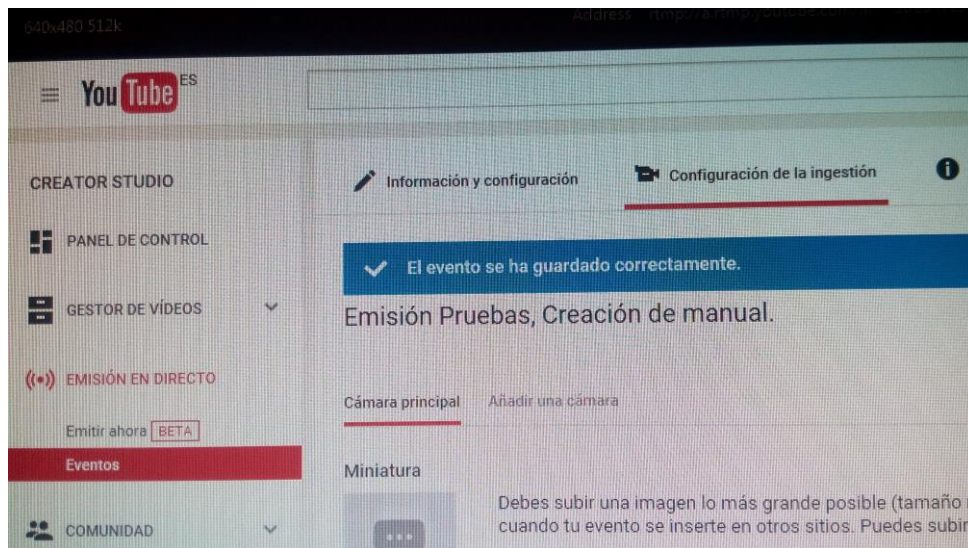 640x480 512k
Address
YouTube ES
CREATOR STUDIO
Información y configuración
Configuración de la ingestión
PANEL DE CONTROL
El evento se ha guardado correctamente.
GESTOR DE VÍDEOS
Emisión Pruebas, Creación de manual.
EMISIÓN EN DIRECTO
Cámara principal
Añadir una cámara
Emitir ahora BETA
Eventos
Miniatura
Debes subir una imagen lo más grande posible (tamaño
cuando tu evento se inserte en otros sitios. Puedes subir
COMUNIDAD